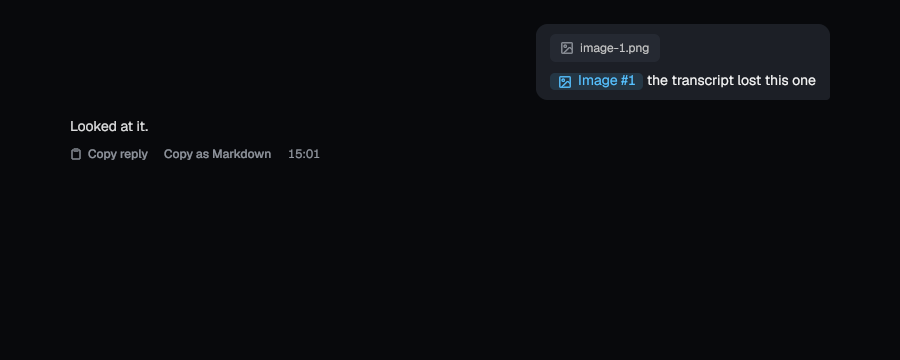 image-1.png
Image #1 the transcript lost this one
Looked at it.
Copy reply Copy as Markdown 15:01